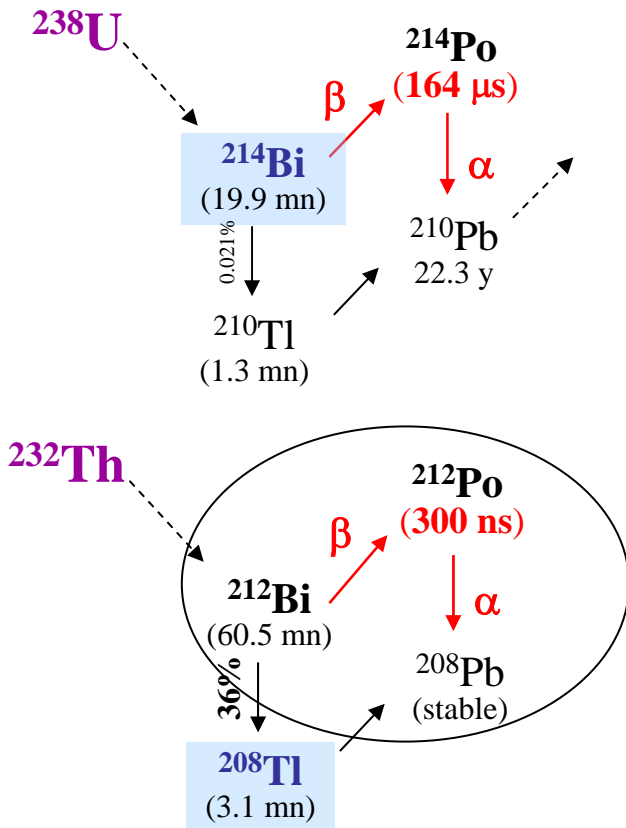 ²³⁸U
²¹⁴Po
(164 μs)
β
²¹⁴Bi
(19.9 mn)
α
0.021%
²¹⁰Pb
22.3 y
²¹⁰Tl
(1.3 mn)
²³²Th
²¹²Po
(300 ns)
β
²¹²Bi
(60.5 mn)
α
36%
²⁰⁸Pb
(stable)
²⁰⁸Tl
(3.1 mn)